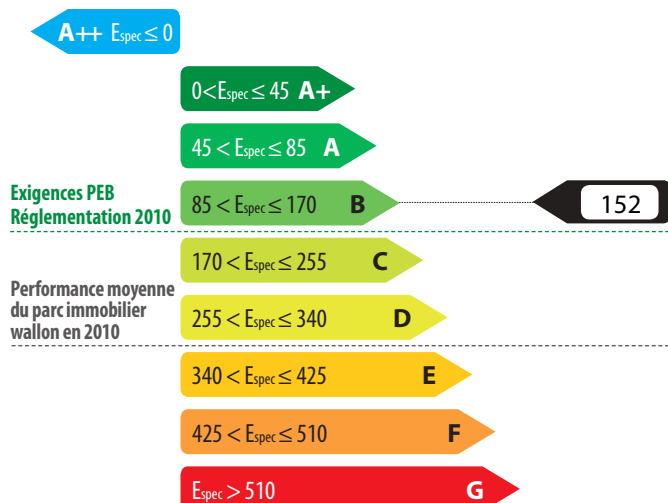 A++ Espec ≤ 0
0 < Espec ≤ 45 A+
45 < Espec ≤ 85 A
Exigences PEB
Réglementation 2010
85 < Espec ≤ 170 B
152
170 < Espec ≤ 255 C
Performance moyenne
du parc immobilier
wallon en 2010
255 < Espec ≤ 340 D
340 < Espec ≤ 425 E
425 < Espec ≤ 510 F
Espec > 510 G